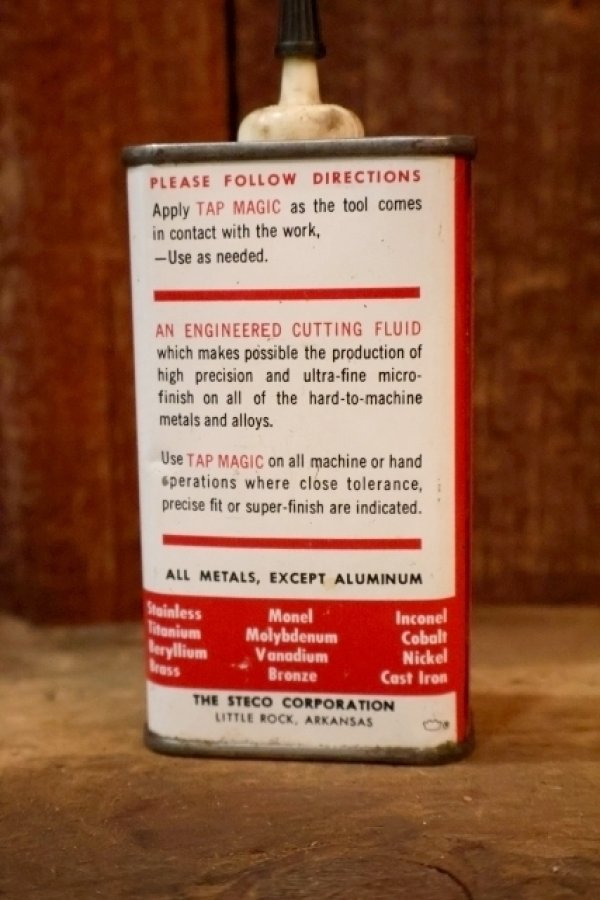 PLEASE FOLLOW DIRECTIONS
Apply TAP MAGIC as the tool comes
in contact with the work,
—Use as needed.
AN ENGINEERED CUTTING FLUID
which makes possible the production of
high precision and ultra-fine micro-
finish on all of the hard-to-machine
metals and alloys.
Use TAP MAGIC on all machine or hand
operations where close tolerance,
precise fit or super-finish are indicated.
ALL METALS, EXCEPT ALUMINUM
Stainless Monel Inconel
Titanium Molybdenum Cobalt
Beryllium Vanadium Nickel
Brass Bronze Cast Iron
THE STECO CORPORATION
LITTLE ROCK, ARKANSAS